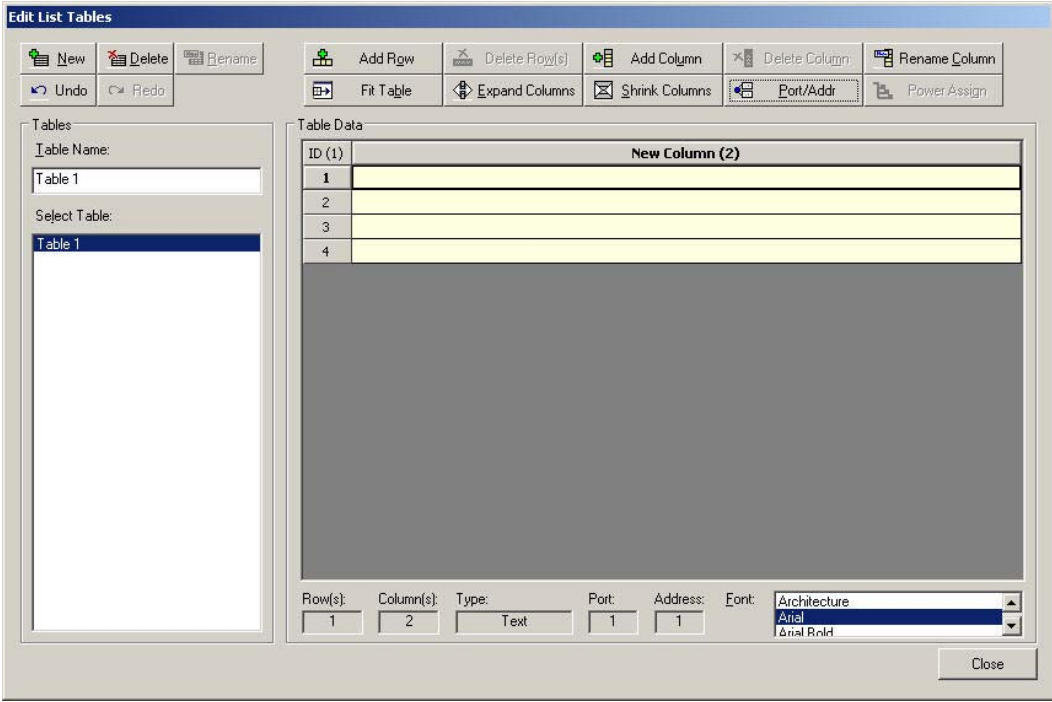 Edit List Tables
New Delete Rename Add Row Delete Row(s) Add Column Delete Column Rename Column
Undo Redo Fit Table Expand Columns Shrink Columns Port/Addr Power Assign
Tables
Table Name:
Table 1
Select Table:
Table 1
Table Data
ID (1) New Column (2)
1
2
3
4
Row(s): Column(s): Type: Port: Address: Font:
1 2 Text 1 1
Architecture
Arial
Arial Bold
Close